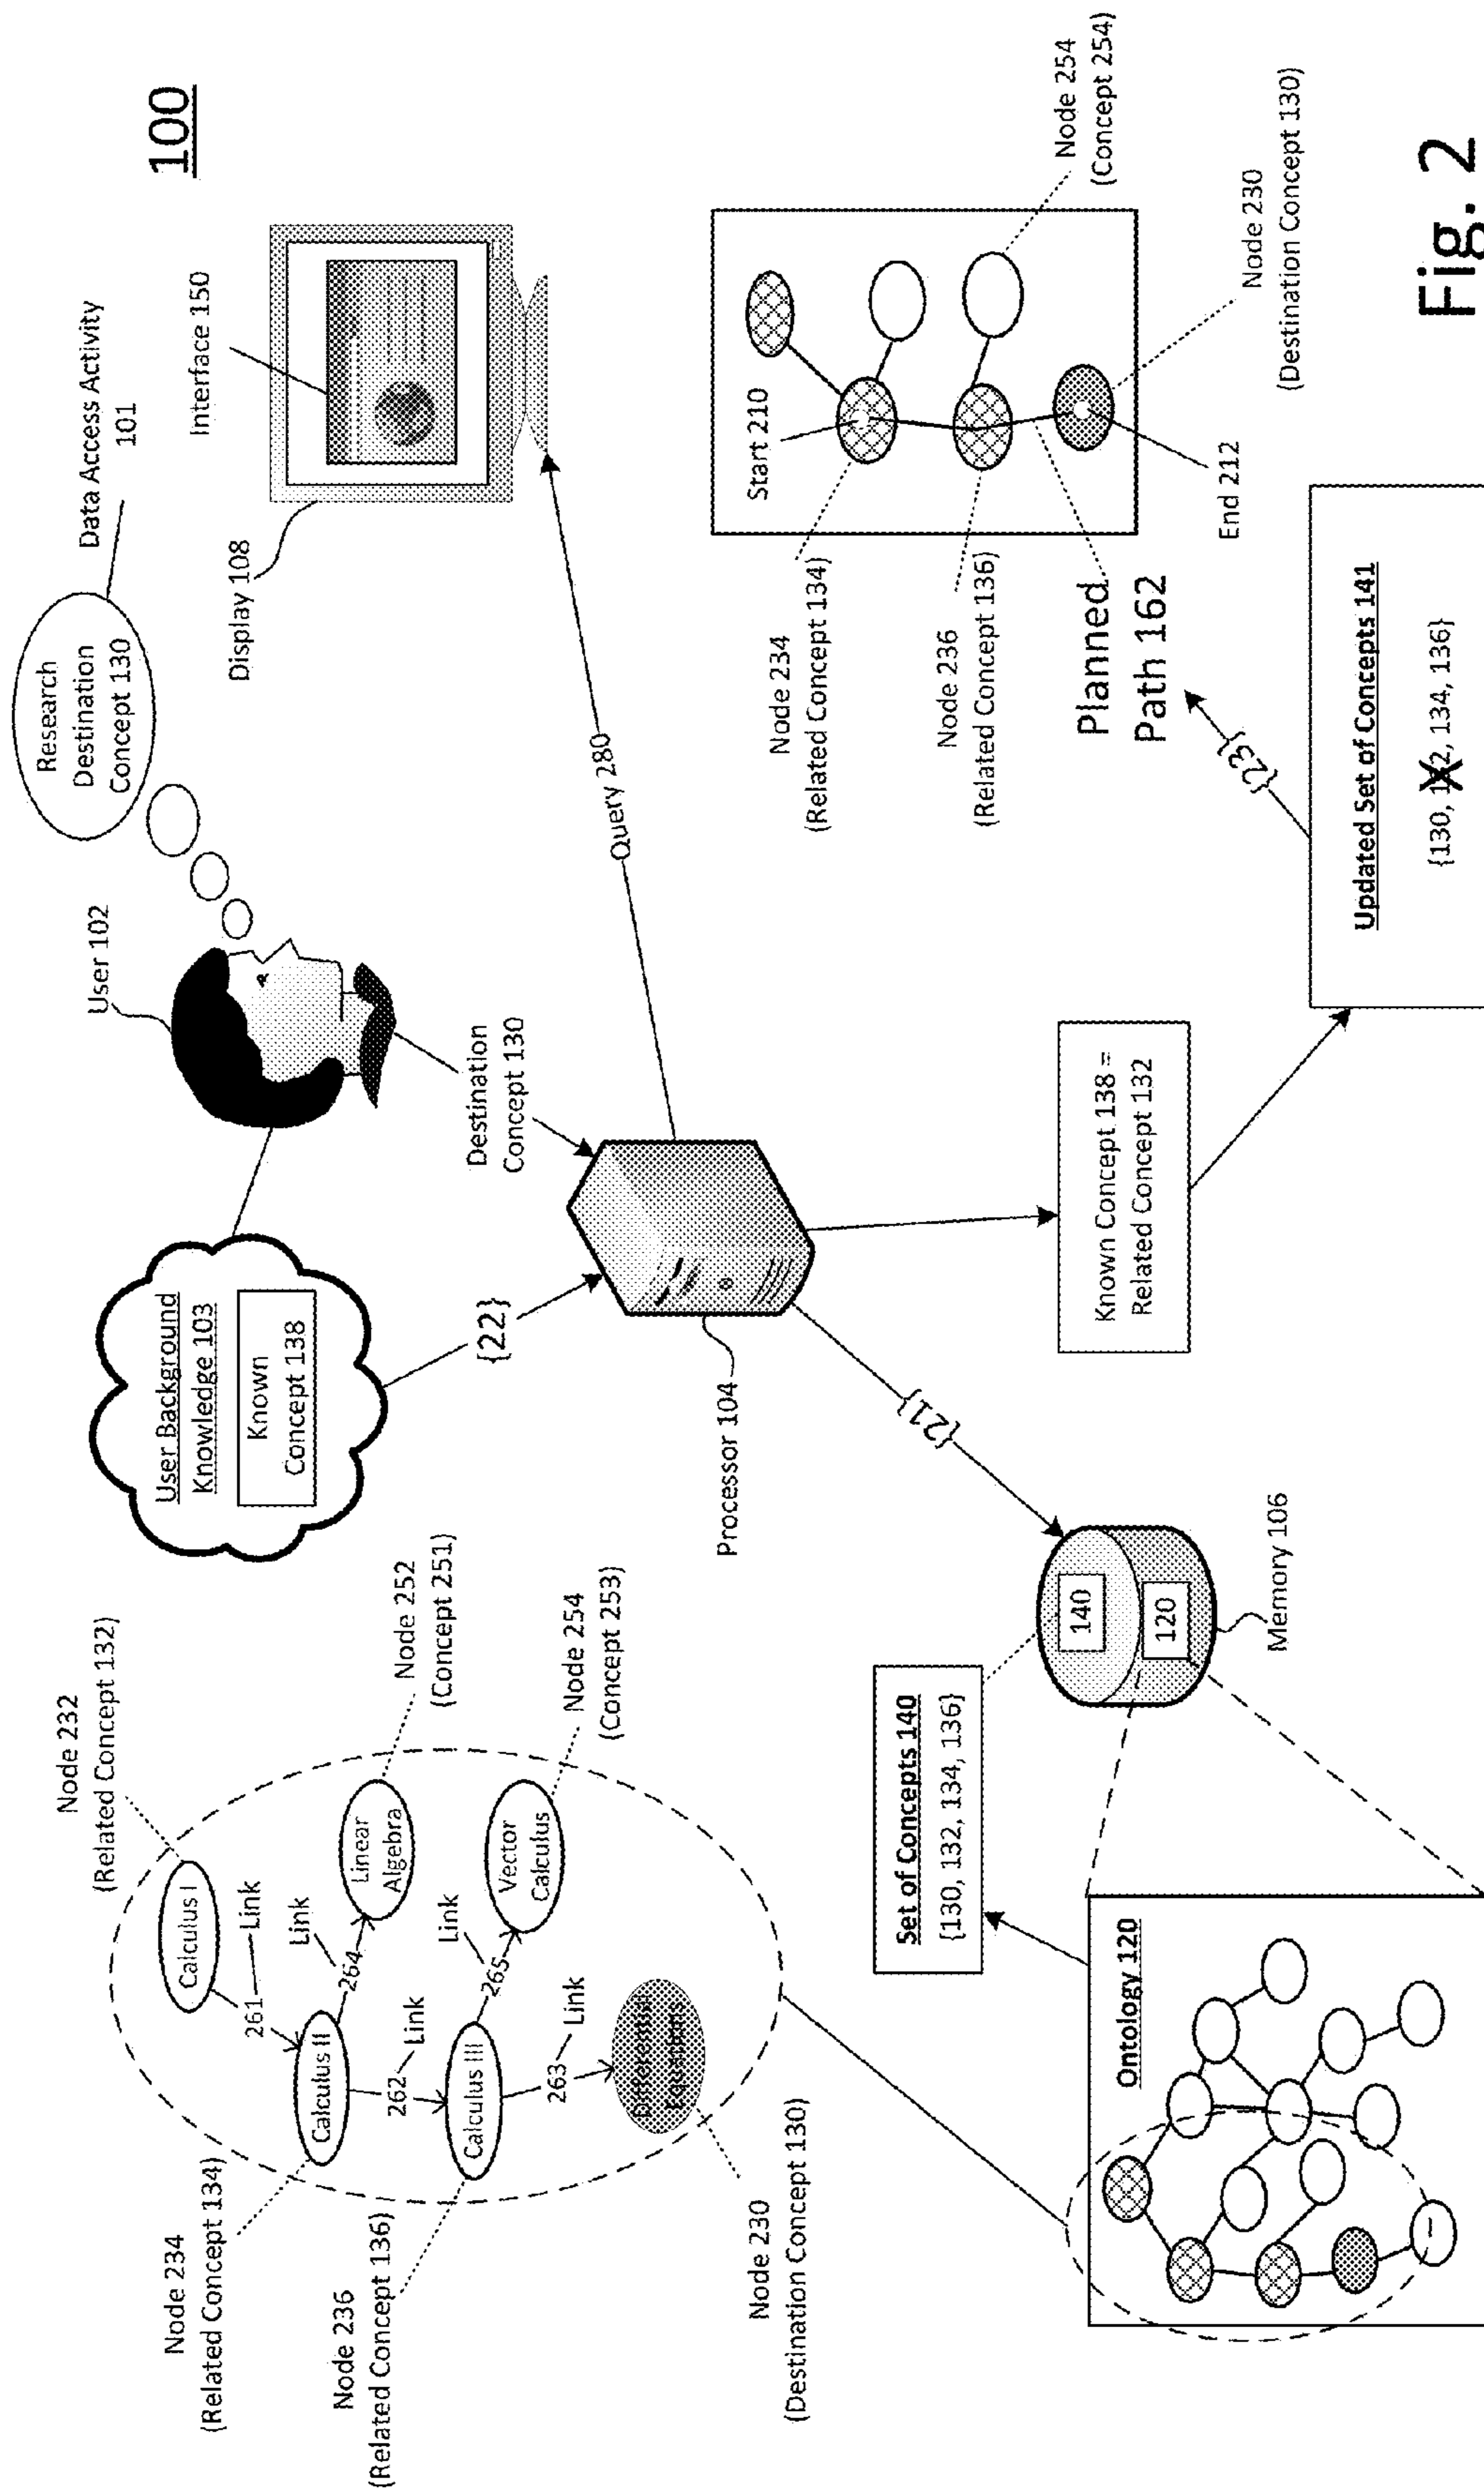 100
Data Access Activity
101
Research
Destination
Concept 130
User 102
Interface 150
Display 108
User Background
Knowledge 103
Known
Concept 138
{22}
Destination
Concept 130
Query 280
Processor 104
{21}
Node 232
(Related Concept 132)
Calculus I
261
Link
Node 234
(Related Concept 134)
Calculus II
Link
264
Linear
Algebra
Node 252
(Concept 251)
262
Link
Node 236
(Related Concept 136)
Calculus III
Link
265
Vector
Calculus
Node 254
(Concept 253)
263
Link
Differential
Equations
Node 230
(Destination Concept 130)
Set of Concepts 140
{130, 132, 134, 136}
140
120
Memory 106
Ontology 120
Known Concept 138 =
Related Concept 132
Updated Set of Concepts 141
{130, 132, 134, 136}
{23}
Planned
Path 162
Node 234
(Related Concept 134)
Node 236
(Related Concept 136)
Start 210
End 212
Node 254
(Concept 254)
Node 230
(Destination Concept 130)
Fig. 2